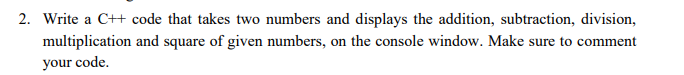 2. Write a C++ code that takes two numbers and displays the addition, subtraction, division,
multiplication and square of given numbers, on the console window. Make sure to comment
your code.